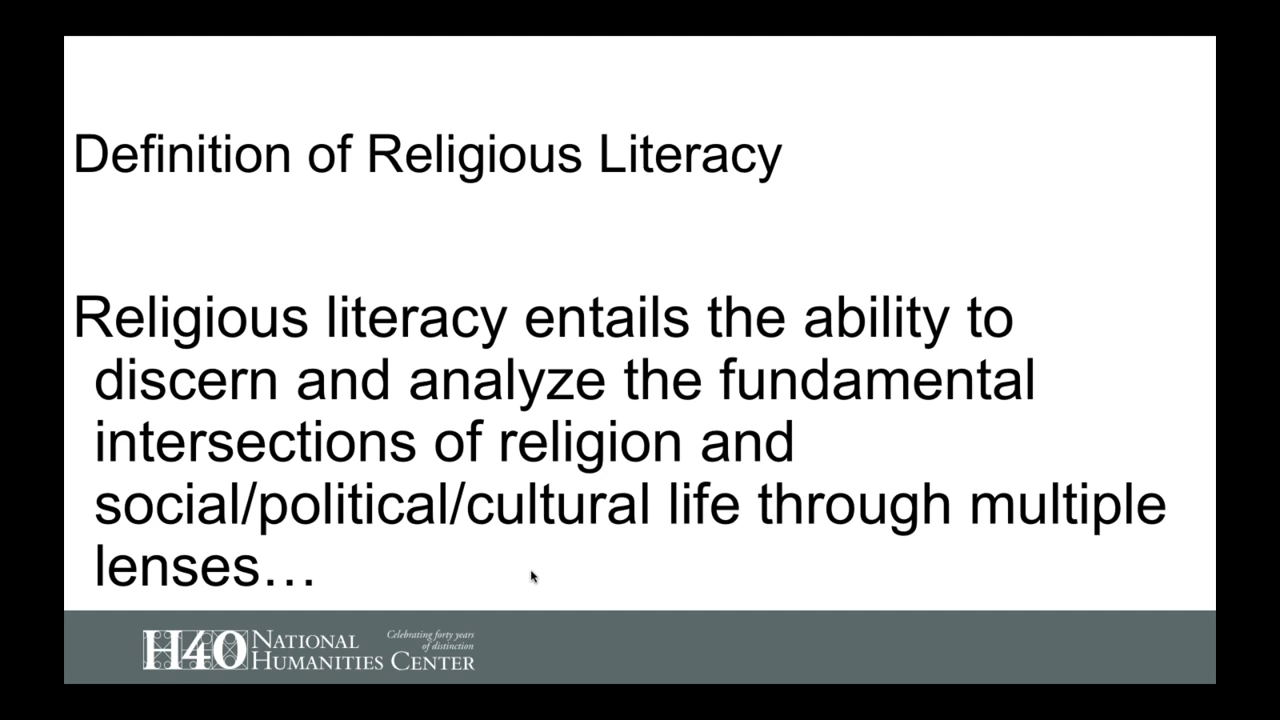 Definition of Religious Literacy
Religious literacy entails the ability to
discern and analyze the fundamental
intersections of religion and
social/political/cultural life through multiple
lenses…
H40 NATIONAL HUMANITIES CENTER
Celebrating forty years
of distinction